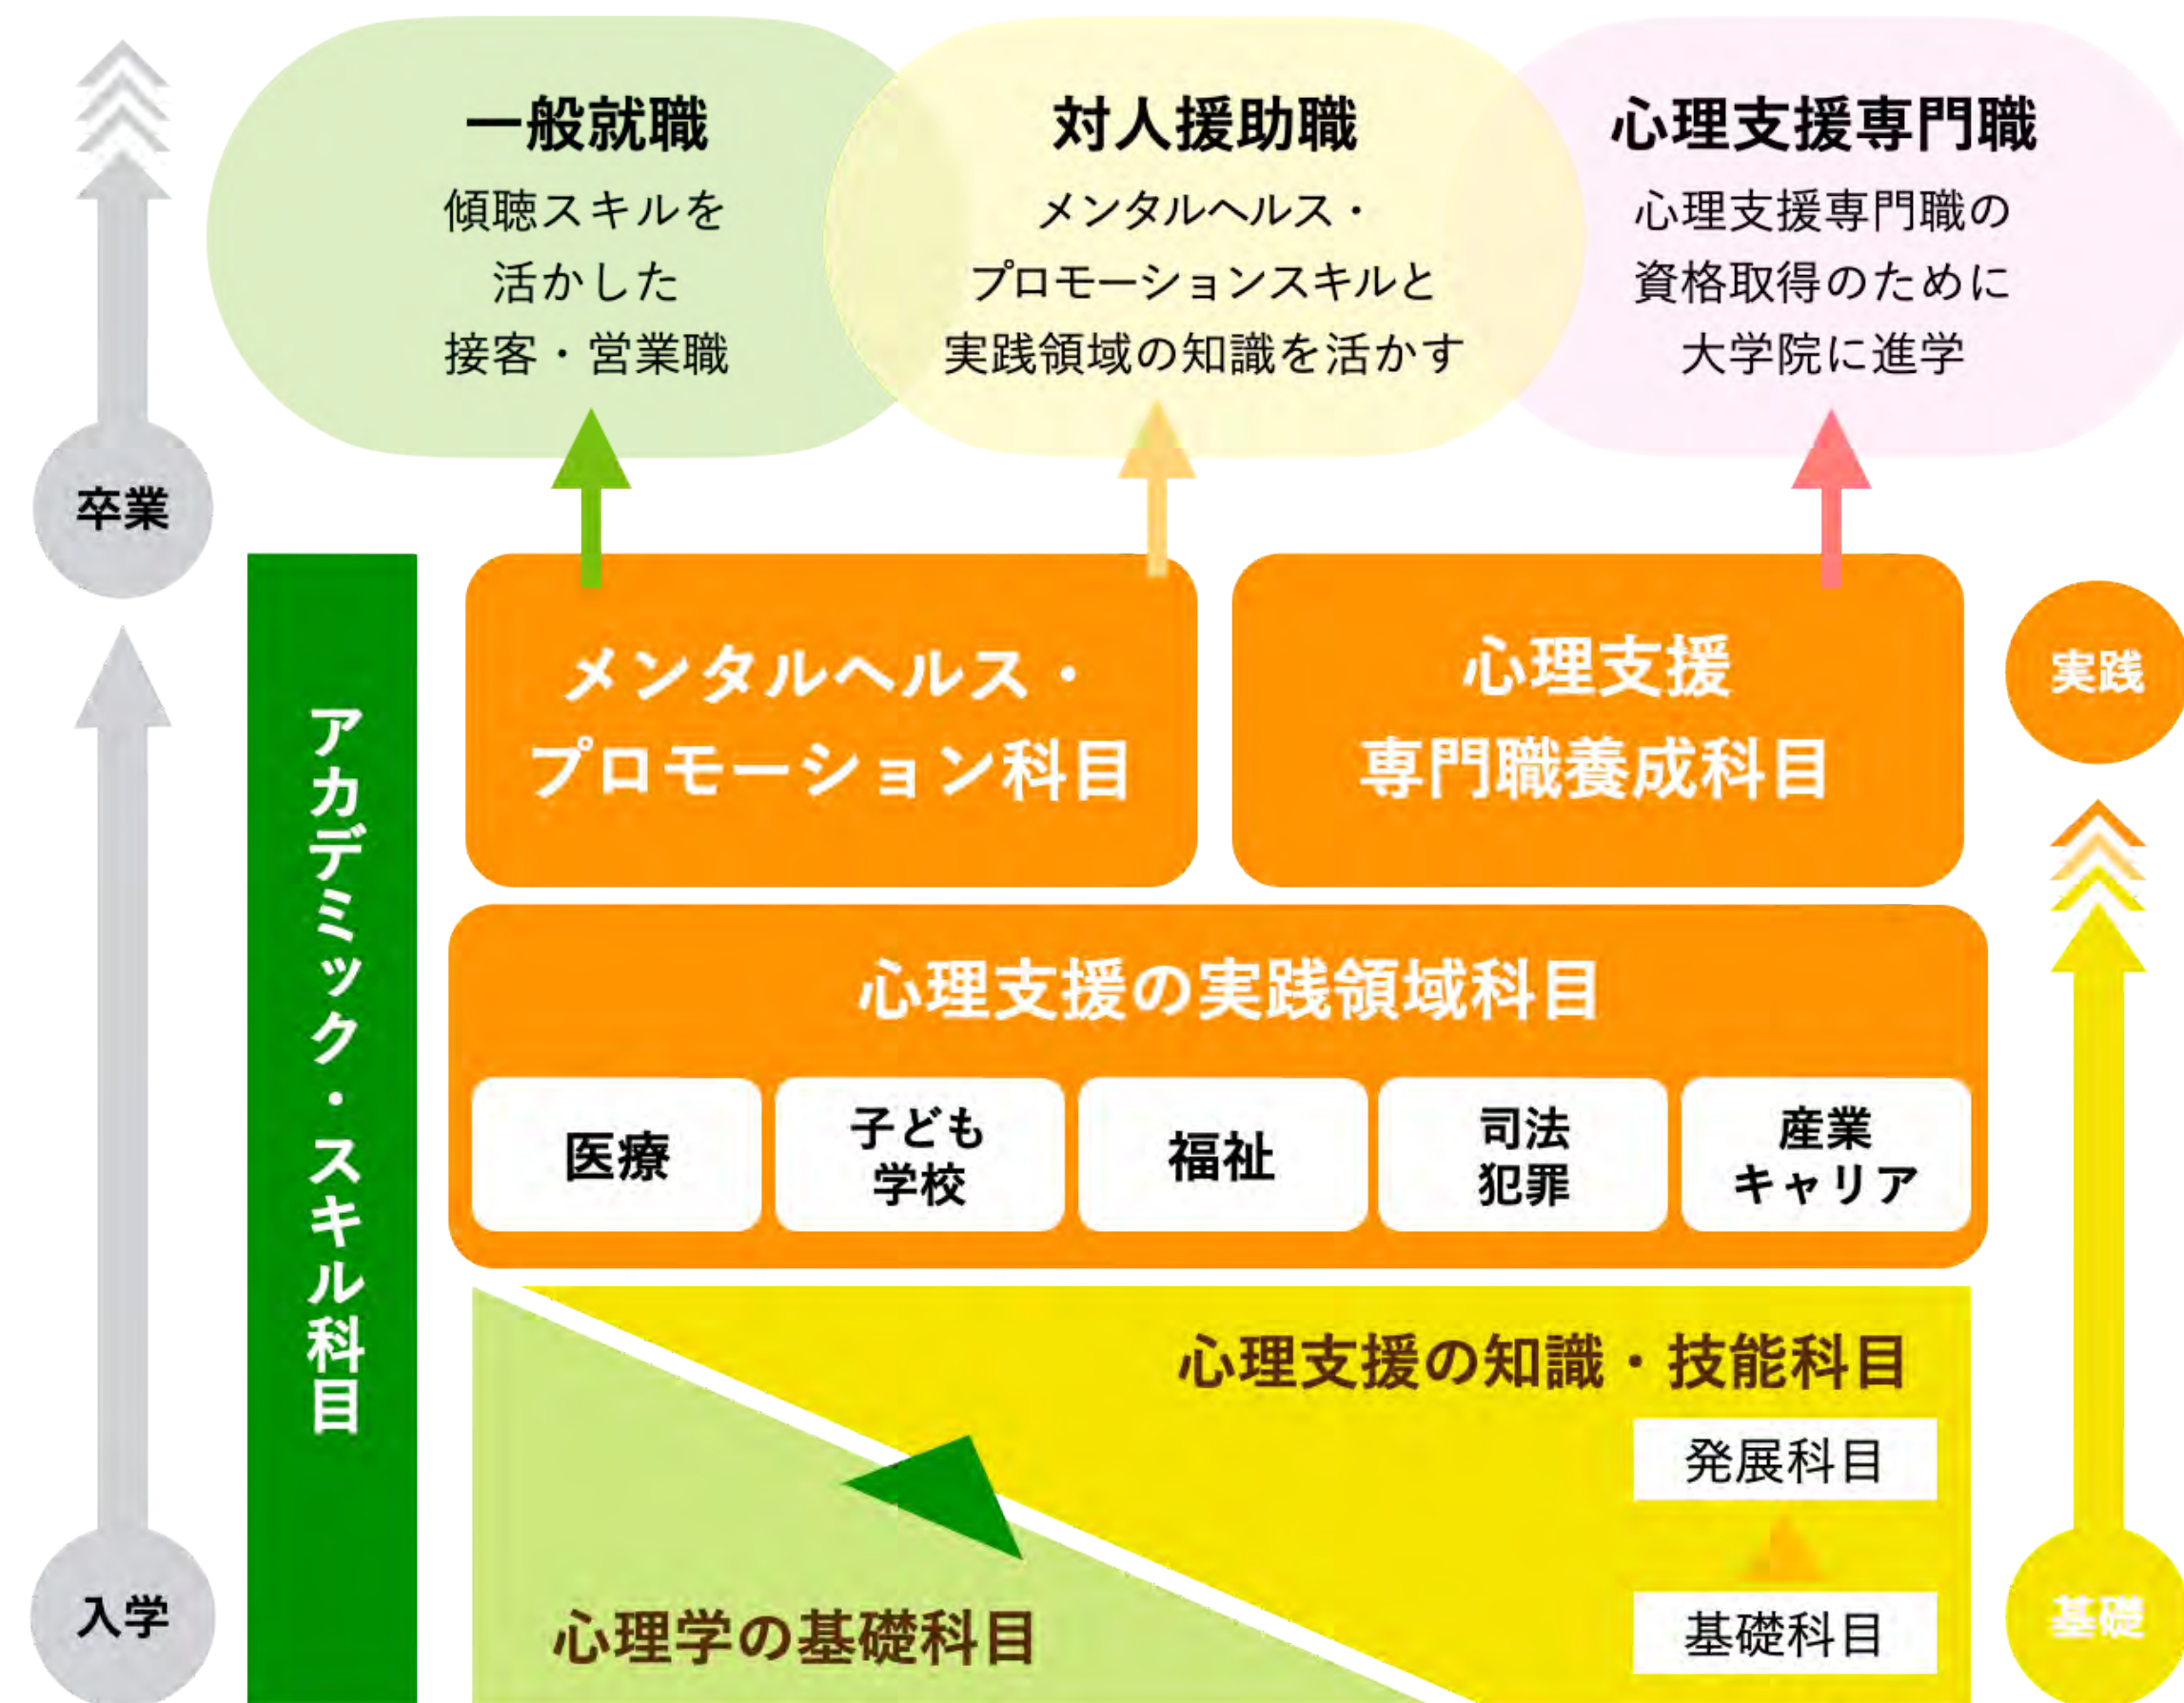 一般就職
傾聴スキルを
活かした
接客・営業職
対人援助職
メンタルヘルス・
プロモーションスキルと
実践領域の知識を活かす
心理支援専門職
心理支援専門職の
資格取得のために
大学院に進学
卒業
アカデミック・スキル科目
メンタルヘルス・
プロモーション科目
心理支援
専門職養成科目
実践
心理支援の実践領域科目
医療
子ども
学校
福祉
司法
犯罪
産業
キャリア
心理支援の知識・技能科目
発展科目
基礎科目
心理学の基礎科目
入学
基礎